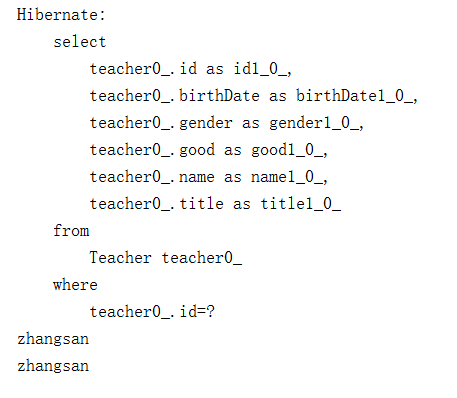 Hibernate:
    select
        teacher0_.id as id1_0_,
        teacher0_.birthDate as birthDate1_0_,
        teacher0_.gender as gender1_0_,
        teacher0_.good as good1_0_,
        teacher0_.name as name1_0_,
        teacher0_.title as title1_0_
    from
        Teacher teacher0_
    where
        teacher0_.id=?
zhangsan
zhangsan